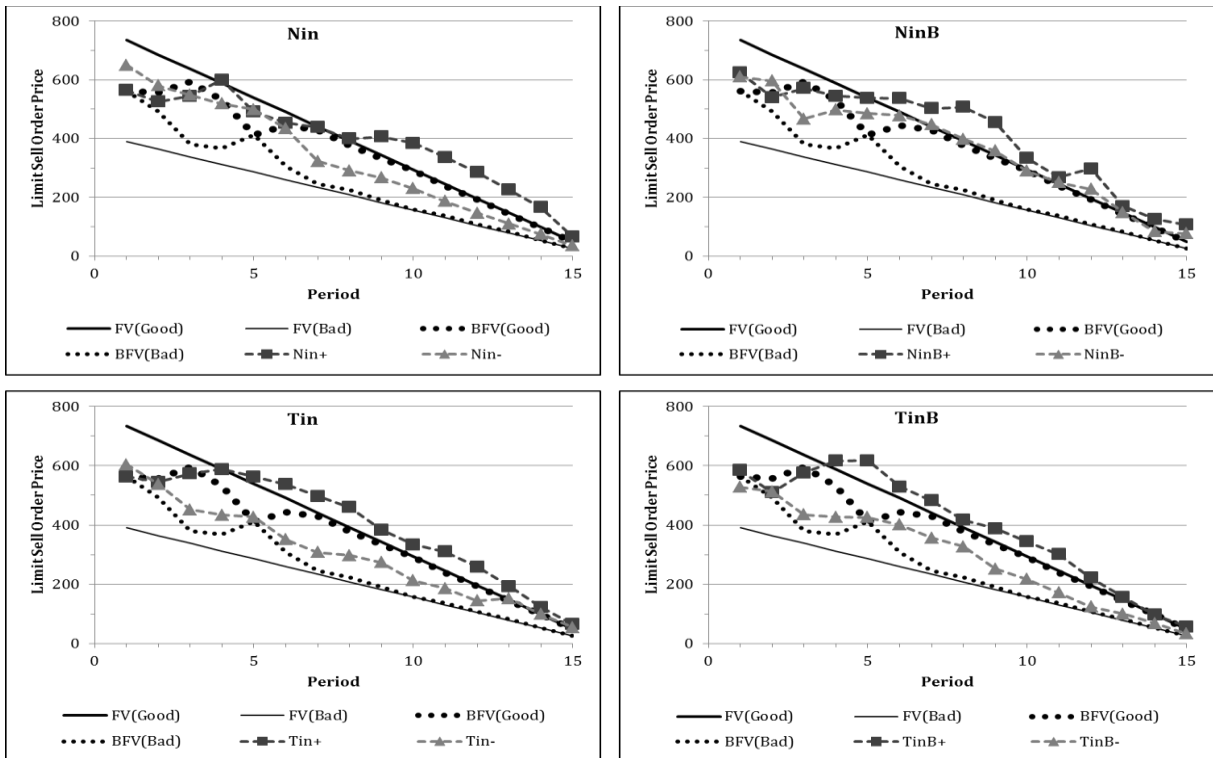 Nin
Limit Sell Order Price
800
600
400
200
0
0 5 10 15
Period
FV(Good) FV(Bad) BFV(Good)
BFV(Bad) Nin+ Nin-
NinB
Limit Sell Order Price
800
600
400
200
0
0 5 10 15
Period
FV(Good) FV(Bad) BFV(Good)
BFV(Bad) NinB+ NinB-
Tin
Limit Sell Order Price
800
600
400
200
0
0 5 10 15
Period
FV(Good) FV(Bad) BFV(Good)
BFV(Bad) Tin+ Tin-
TinB
Limit Sell Order Price
800
600
400
200
0
0 5 10 15
Period
FV(Good) FV(Bad) BFV(Good)
BFV(Bad) TinB+ TinB-